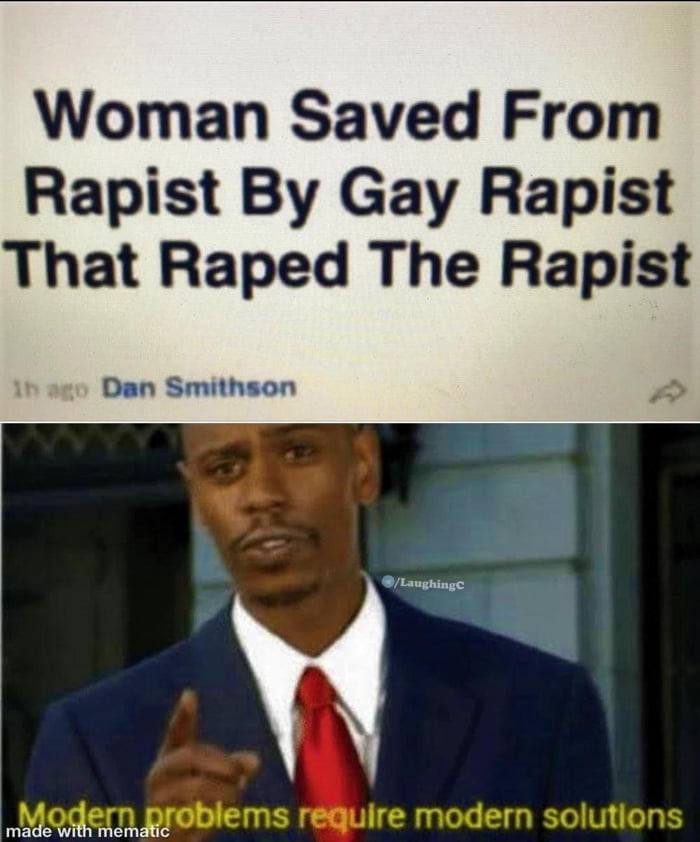 Woman Saved From
Rapist By Gay Rapist
That Raped The Rapist
1h ago Dan Smithson
/LaughingC
Modern problems require modern solutions
made with mematic